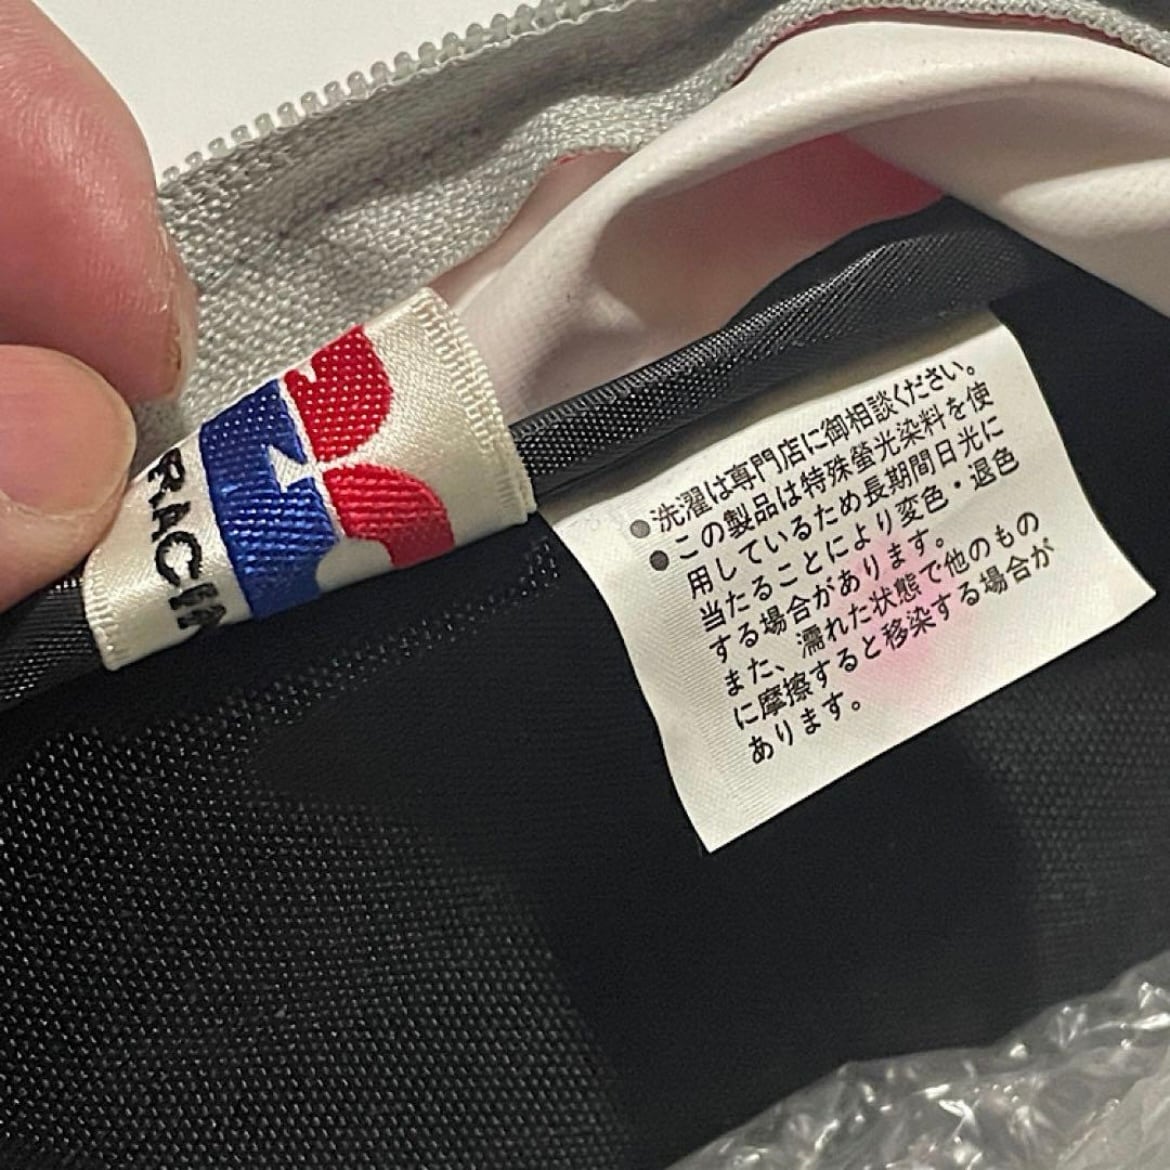 RACIN
● 洗濯は専門店に御相談ください。
● この製品は特殊螢光染料を使
用しているため長期間日光に
当たることにより変色・退色
する場合があります。
また、濡れた状態で他のもの
に摩擦すると移染する場合が
あります。